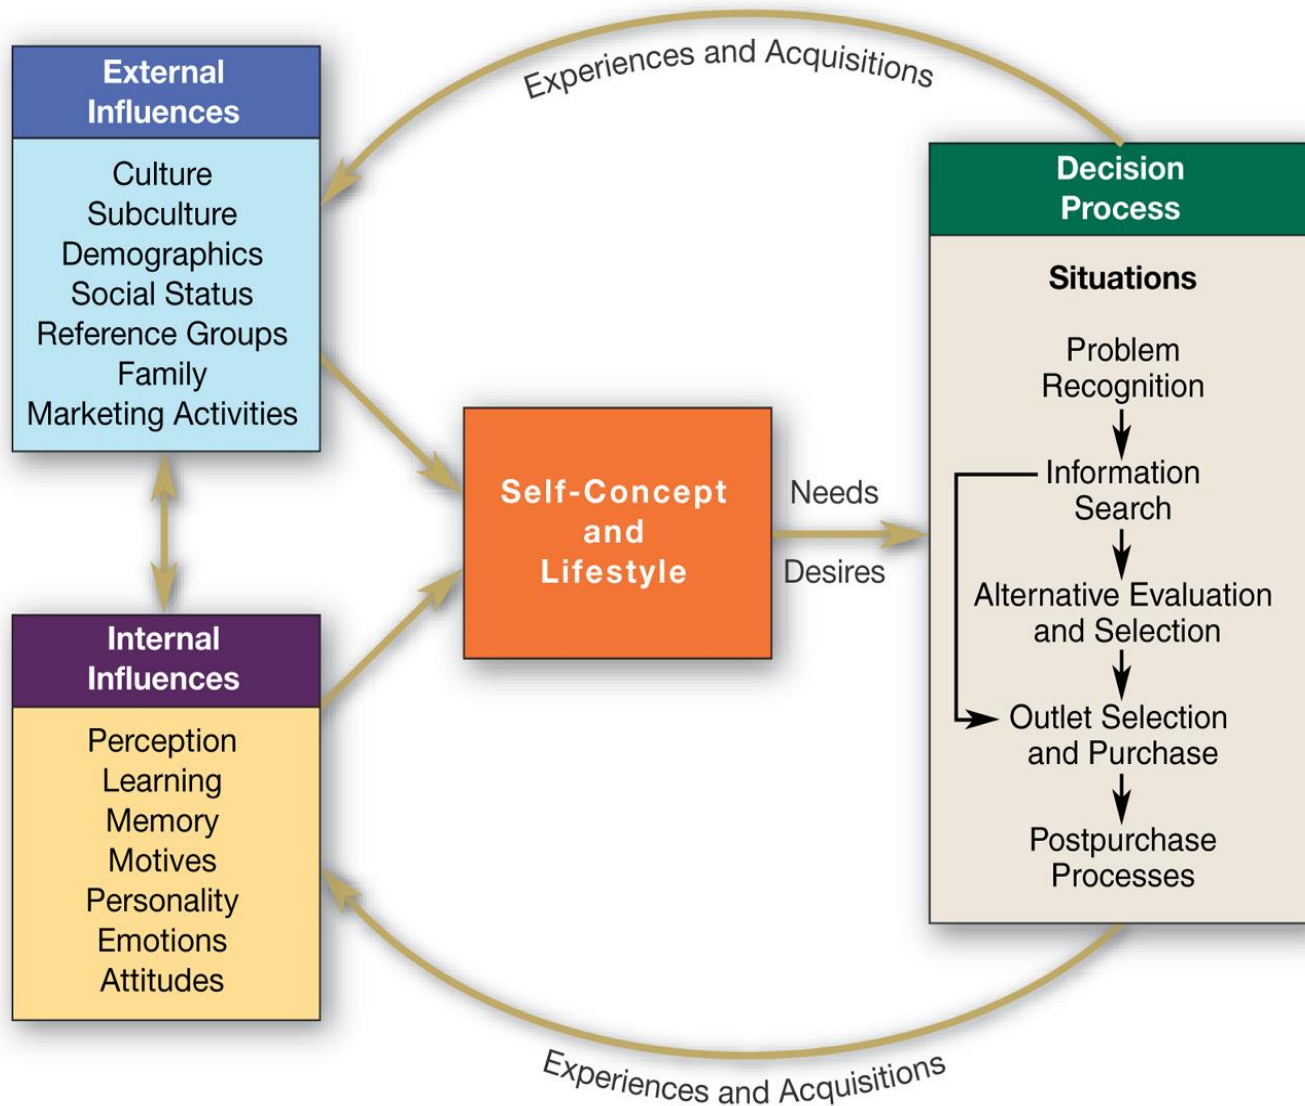 External
Influences
Culture
Subculture
Demographics
Social Status
Reference Groups
Family
Marketing Activities
Internal
Influences
Perception
Learning
Memory
Motives
Personality
Emotions
Attitudes
Experiences and Acquisitions
Self-Concept
and
Lifestyle
Needs
Desires
Decision
Process
Situations
Problem
Recognition
Information
Search
Alternative Evaluation
and Selection
Outlet Selection
and Purchase
Postpurchase
Processes
Experiences and Acquisitions